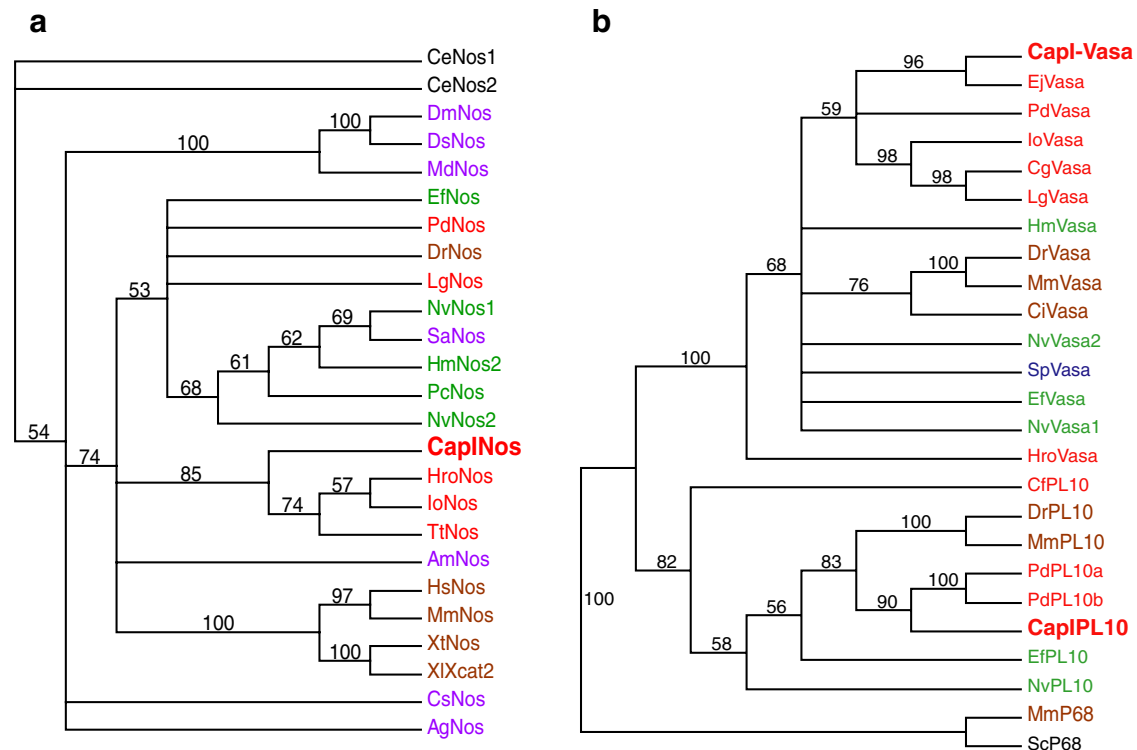 a
CeNos1
CeNos2
100
100
DmNos
DsNos
MdNos
EfNos
PdNos
DrNos
LgNos
53
NvNos1
69
SaNos
62
HmNos2
61
PcNos
68
NvNos2
54
74
CapINos
85
HroNos
57
IoNos
74
TtNos
AmNos
HsNos
97
MmNos
100
XtNos
100
XlXcat2
CsNos
AgNos
b
CapI-Vasa
96
EjVasa
59
PdVasa
IoVasa
98
CgVasa
98
LgVasa
HmVasa
68
DrVasa
100
MmVasa
76
CiVasa
NvVasa2
100
SpVasa
EfVasa
NvVasa1
HroVasa
CfPL10
DrPL10
100
MmPL10
82
83
PdPL10a
100
PdPL10b
90
100
56
CapIPL10
58
EfPL10
NvPL10
MmP68
ScP68